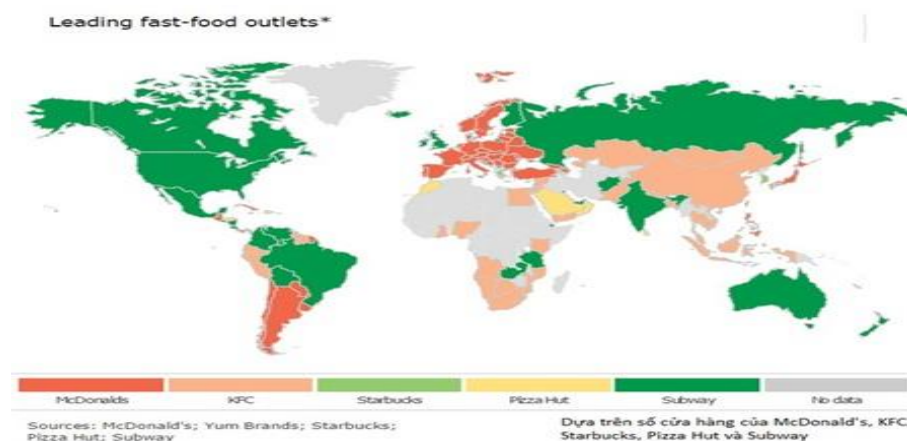 Leading fast-food outlets*
McDonalds
KFC
Starbucks
Pizza Hut
Subway
No data
Sources: McDonald's; Yum Brands; Starbucks;
Pizza Hut; Subway
Dựa trên số cửa hàng của McDonald's, KFC
Starbucks, Pizza Hut và Subway